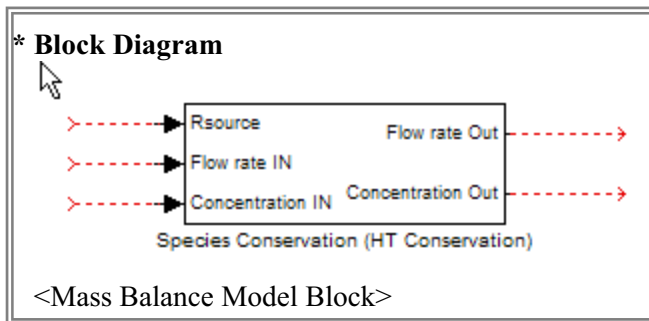 * Block Diagram
Rsource
Flow rate Out
Flow rate IN
Concentration IN
Concentration Out
Species Conservation (HT Conservation)
<Mass Balance Model Block>